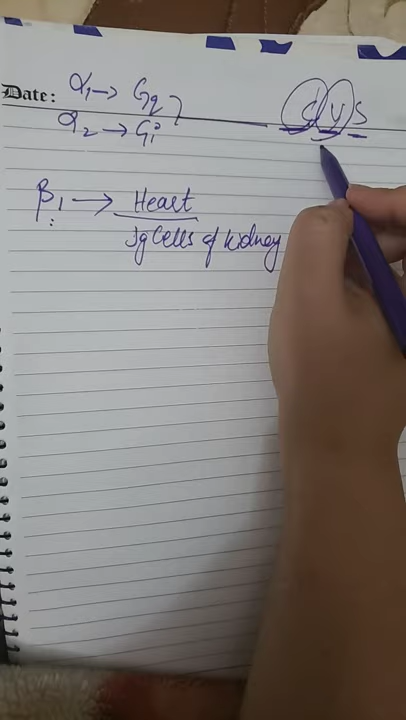 Date: α₁→ Gq
α₂ → Gi
β₁ → Heart
Jg Cells of kidney